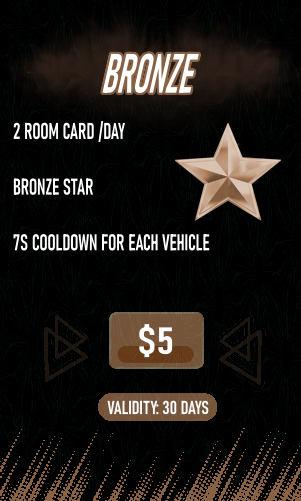 BRONZE
2 ROOM CARD /DAY
BRONZE STAR
7S COOLDOWN FOR EACH VEHICLE
$5
VALIDITY: 30 DAYS